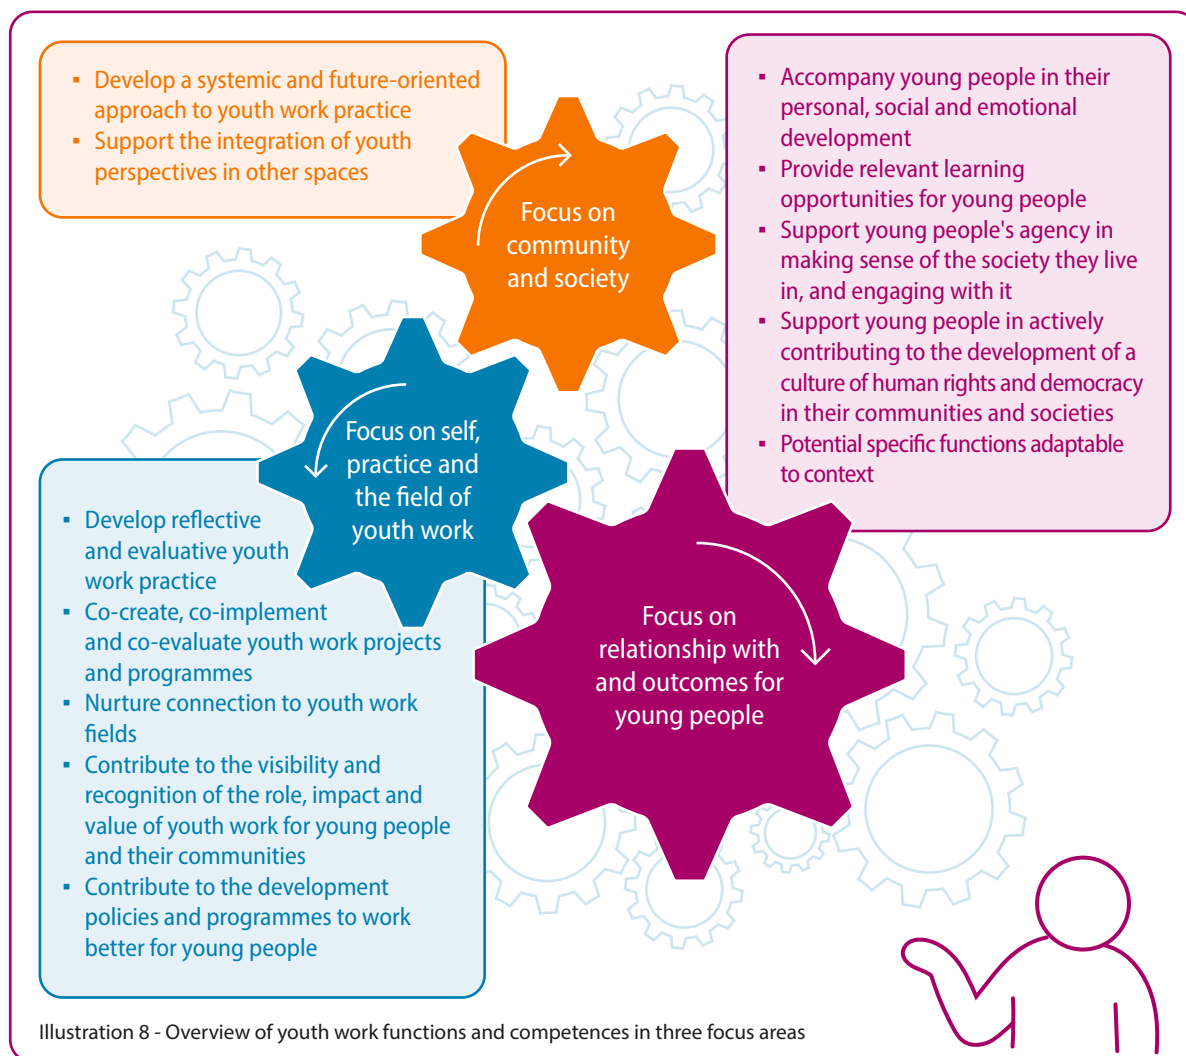 ▪ Develop a systemic and future-oriented
approach to youth work practice
▪ Support the integration of youth
perspectives in other spaces
Focus on
community
and society
▪ Accompany young people in their
personal, social and emotional
development
▪ Provide relevant learning
opportunities for young people
▪ Support young people's agency in
making sense of the society they live
in, and engaging with it
▪ Support young people in actively
contributing to the development of a
culture of human rights and democracy
in their communities and societies
▪ Potential specific functions adaptable
to context
Focus on self,
practice and
the field of
youth work
▪ Develop reflective
and evaluative youth
work practice
▪ Co-create, co-implement
and co-evaluate youth work projects
and programmes
▪ Nurture connection to youth work
fields
▪ Contribute to the visibility and
recognition of the role, impact and
value of youth work for young people
and their communities
▪ Contribute to the development
policies and programmes to work
better for young people
Focus on
relationship with
and outcomes for
young people
Illustration 8 - Overview of youth work functions and competences in three focus areas